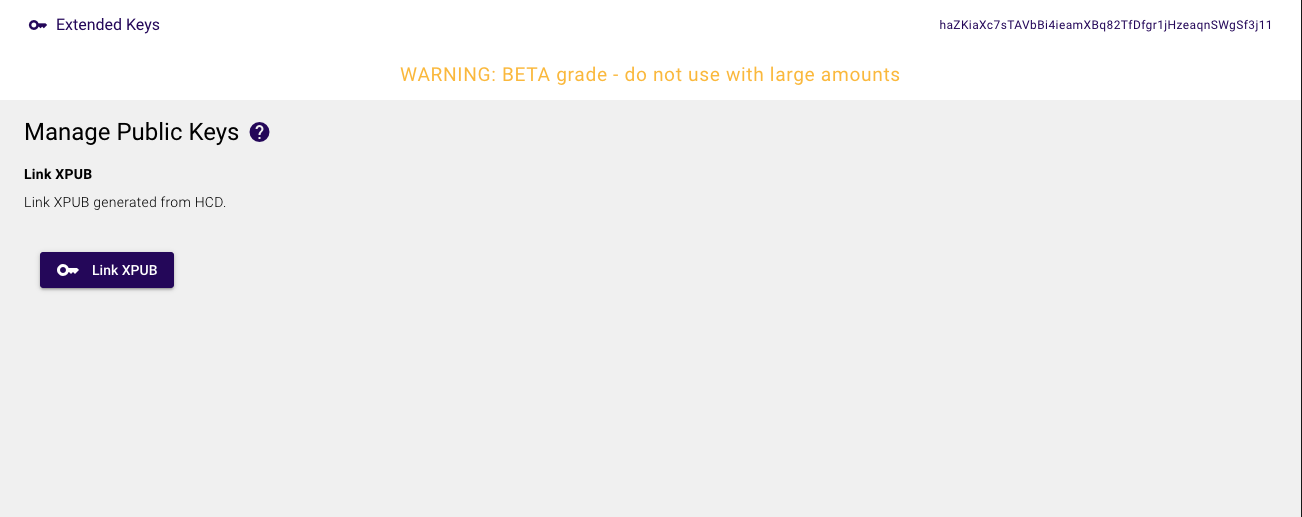 Extended Keys
haZKiaXc7sTAVbBi4ieamXBq82TfDfgr1jHzeaqnSWgSf3j11
WARNING: BETA grade - do not use with large amounts
Manage Public Keys ?
Link XPUB
Link XPUB generated from HCD.
Link XPUB